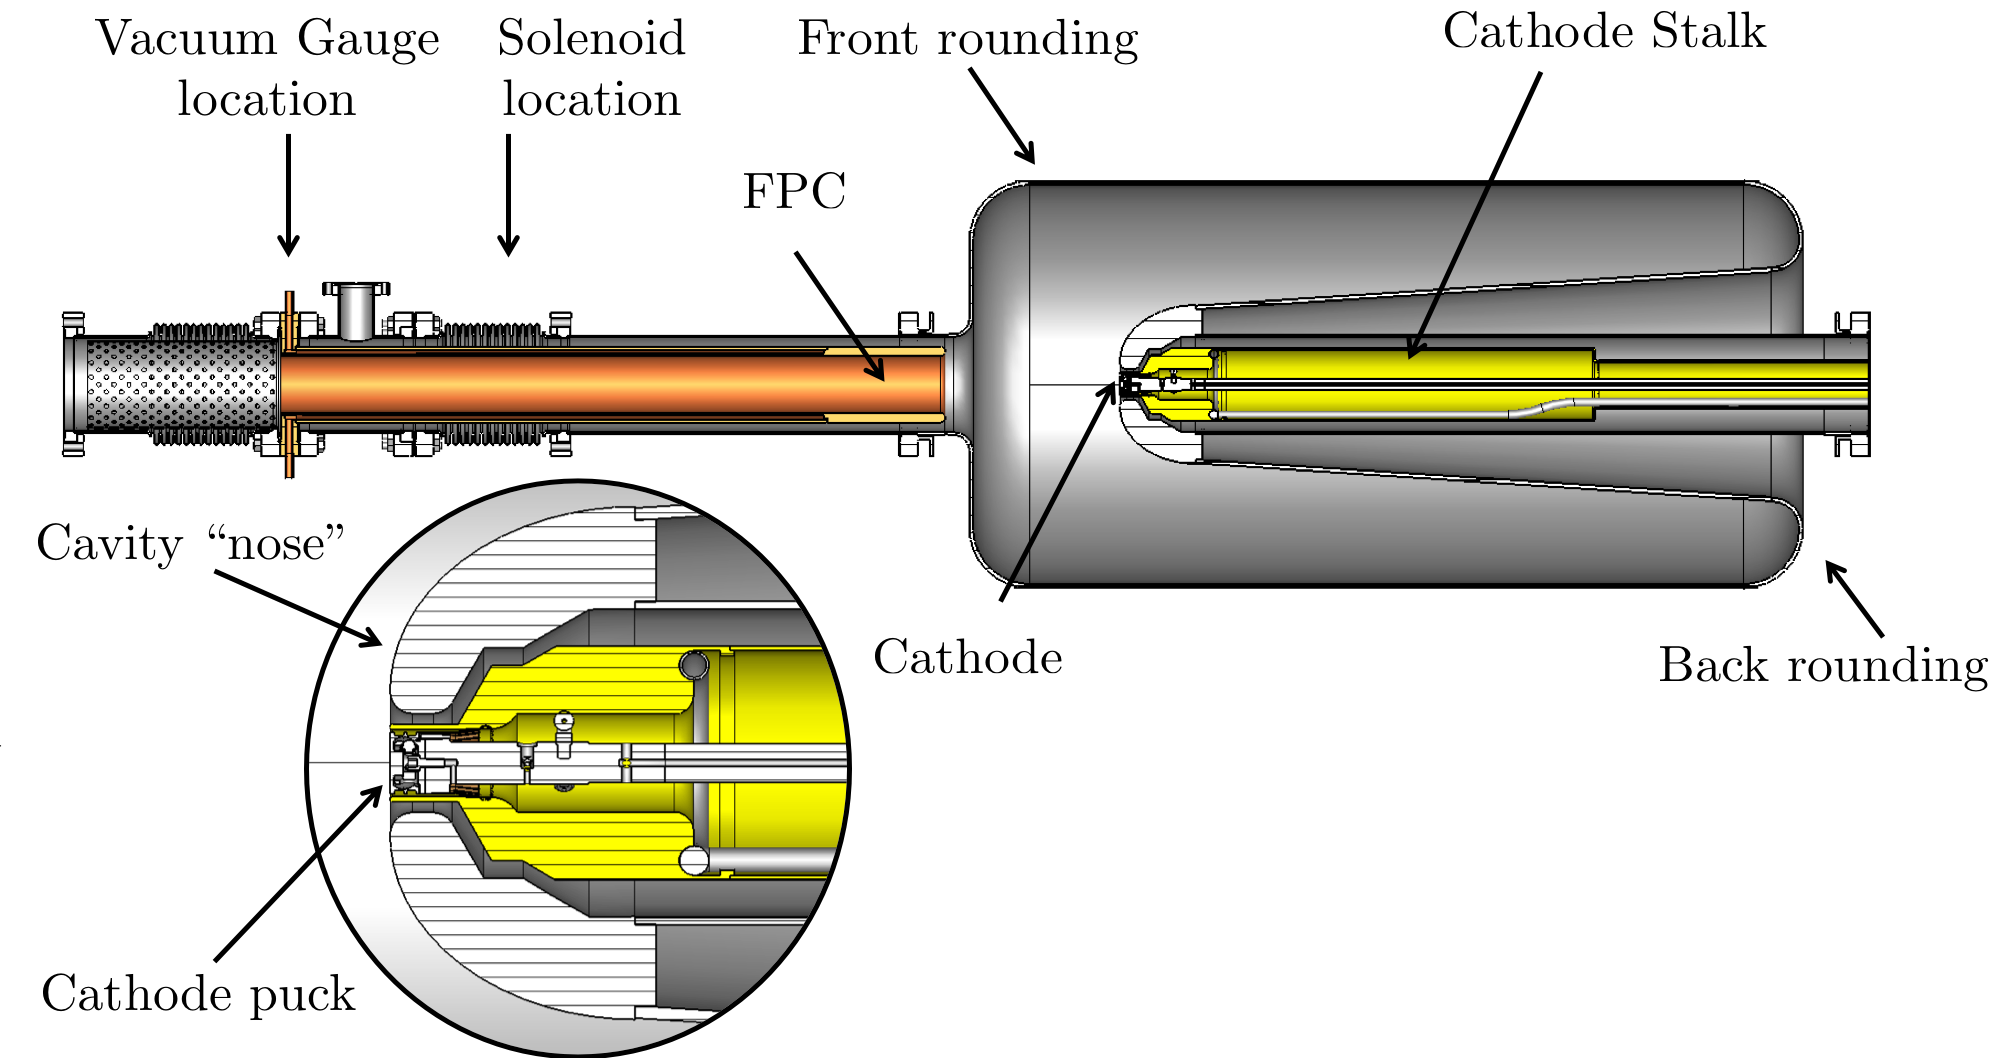 Vacuum Gauge
location
Solenoid
location
Front rounding
Cathode Stalk
FPC
Cavity “nose”
Cathode
Back rounding
Cathode puck